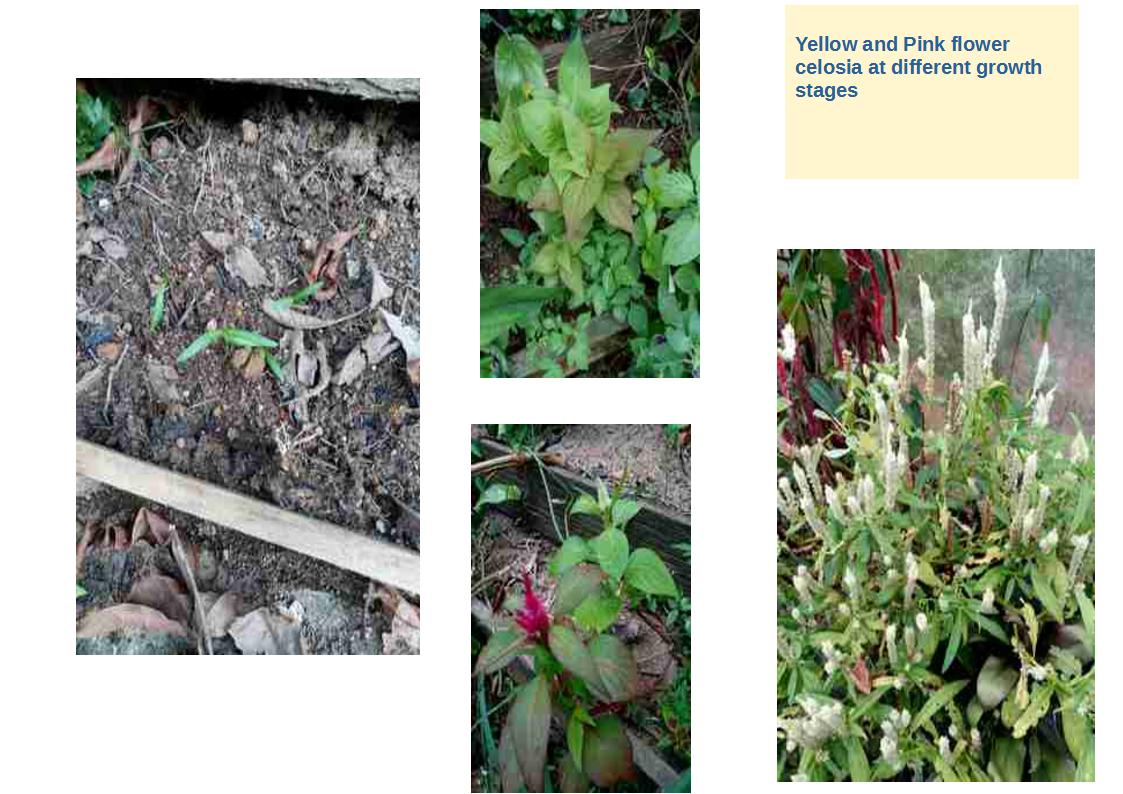 Yellow and Pink flower
celosia at different growth
stages